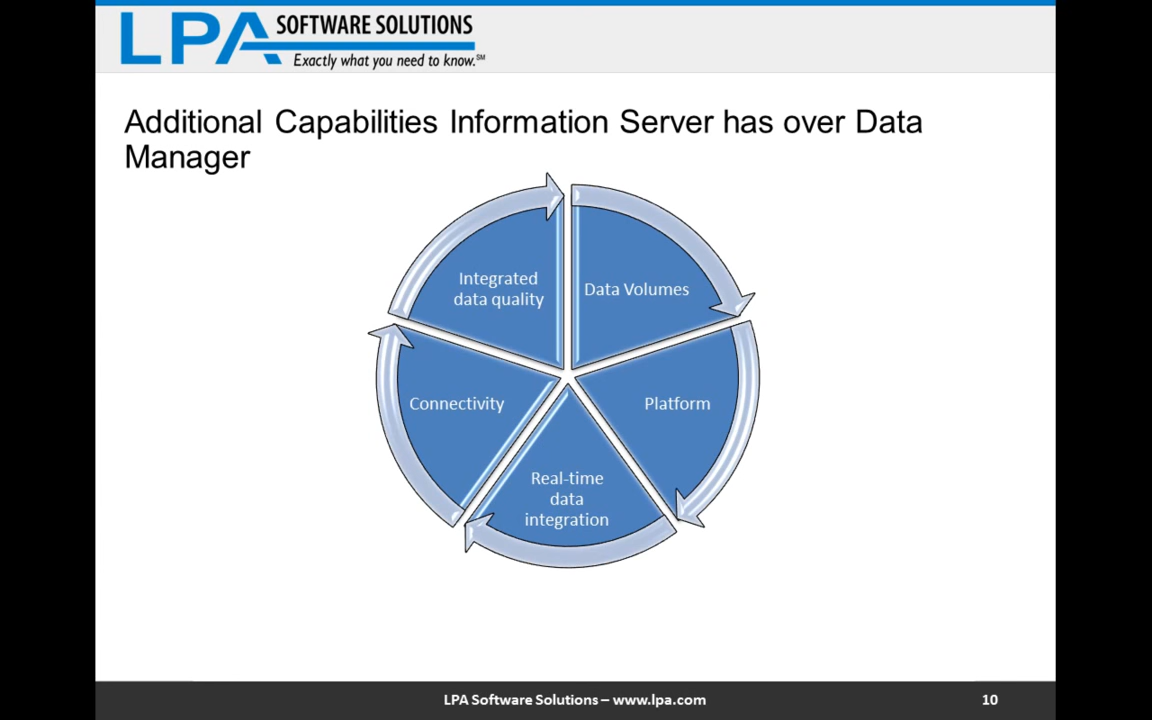 LPA SOFTWARE SOLUTIONS
Exactly what you need to know.℠
Additional Capabilities Information Server has over Data
Manager
Integrated
data quality
Data Volumes
Connectivity
Platform
Real-time
data
integration
LPA Software Solutions – www.lpa.com
10